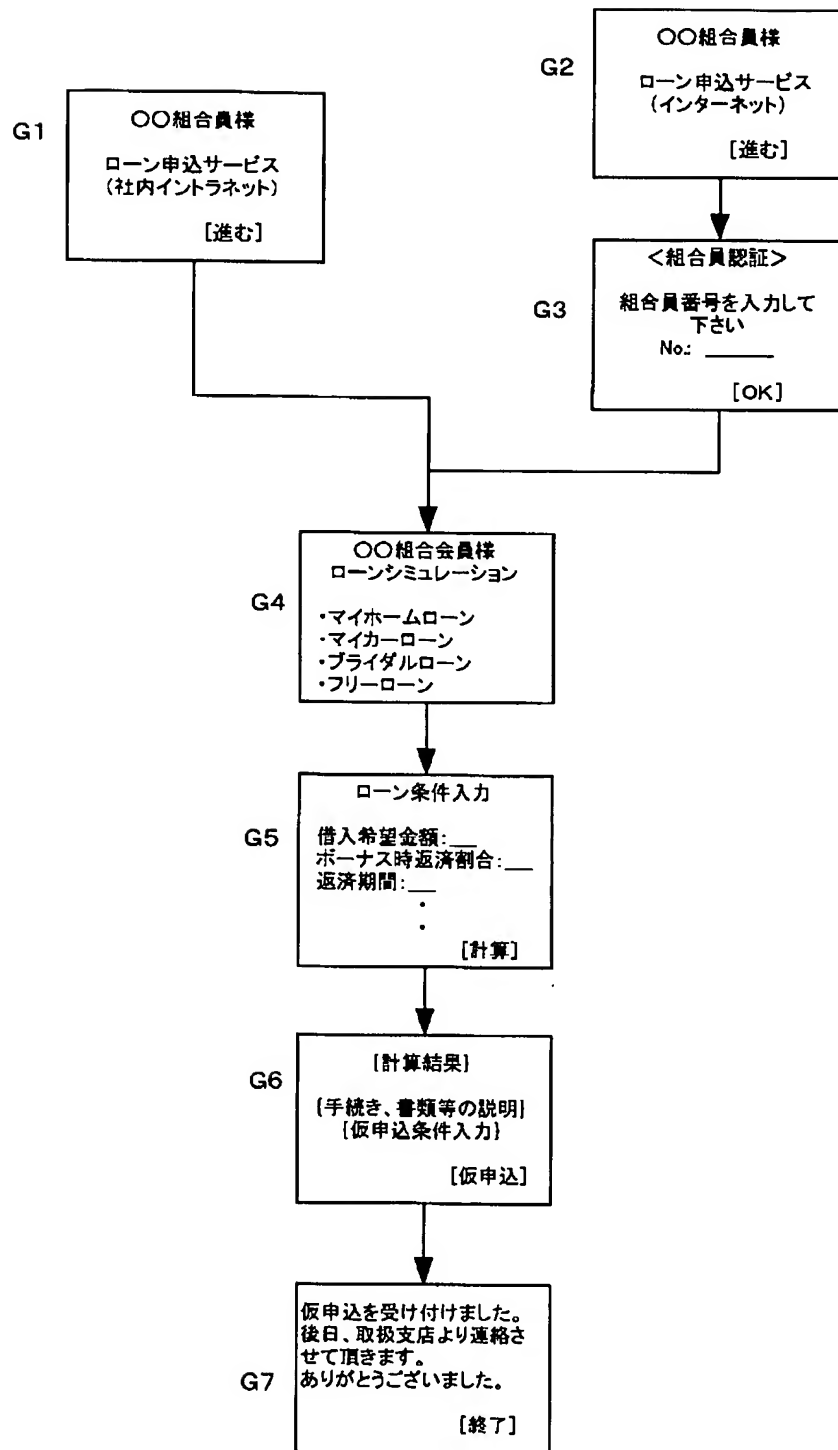 G1
〇〇組合員様
ローン申込サービス
(社内イントラネット)
[進む]
G2
〇〇組合員様
ローン申込サービス
(インターネット)
[進む]
G3
<組合員認証>
組合員番号を入力して
下さい
No.: ______
[OK]
G4
〇〇組合会員様
ローンシミュレーション
・マイホームローン
・マイカーローン
・ブライダルローン
・フリーローン
G5
ローン条件入力
借入希望金額:__
ボーナス時返済割合:__
返済期間:__
・
・
[計算]
G6
{計算結果}
{手続き、書類等の説明}
{仮申込条件入力}
[仮申込]
G7
仮申込を受け付けました。
後日、取扱支店より連絡さ
せて頂きます。
ありがとうございました。
[終了]